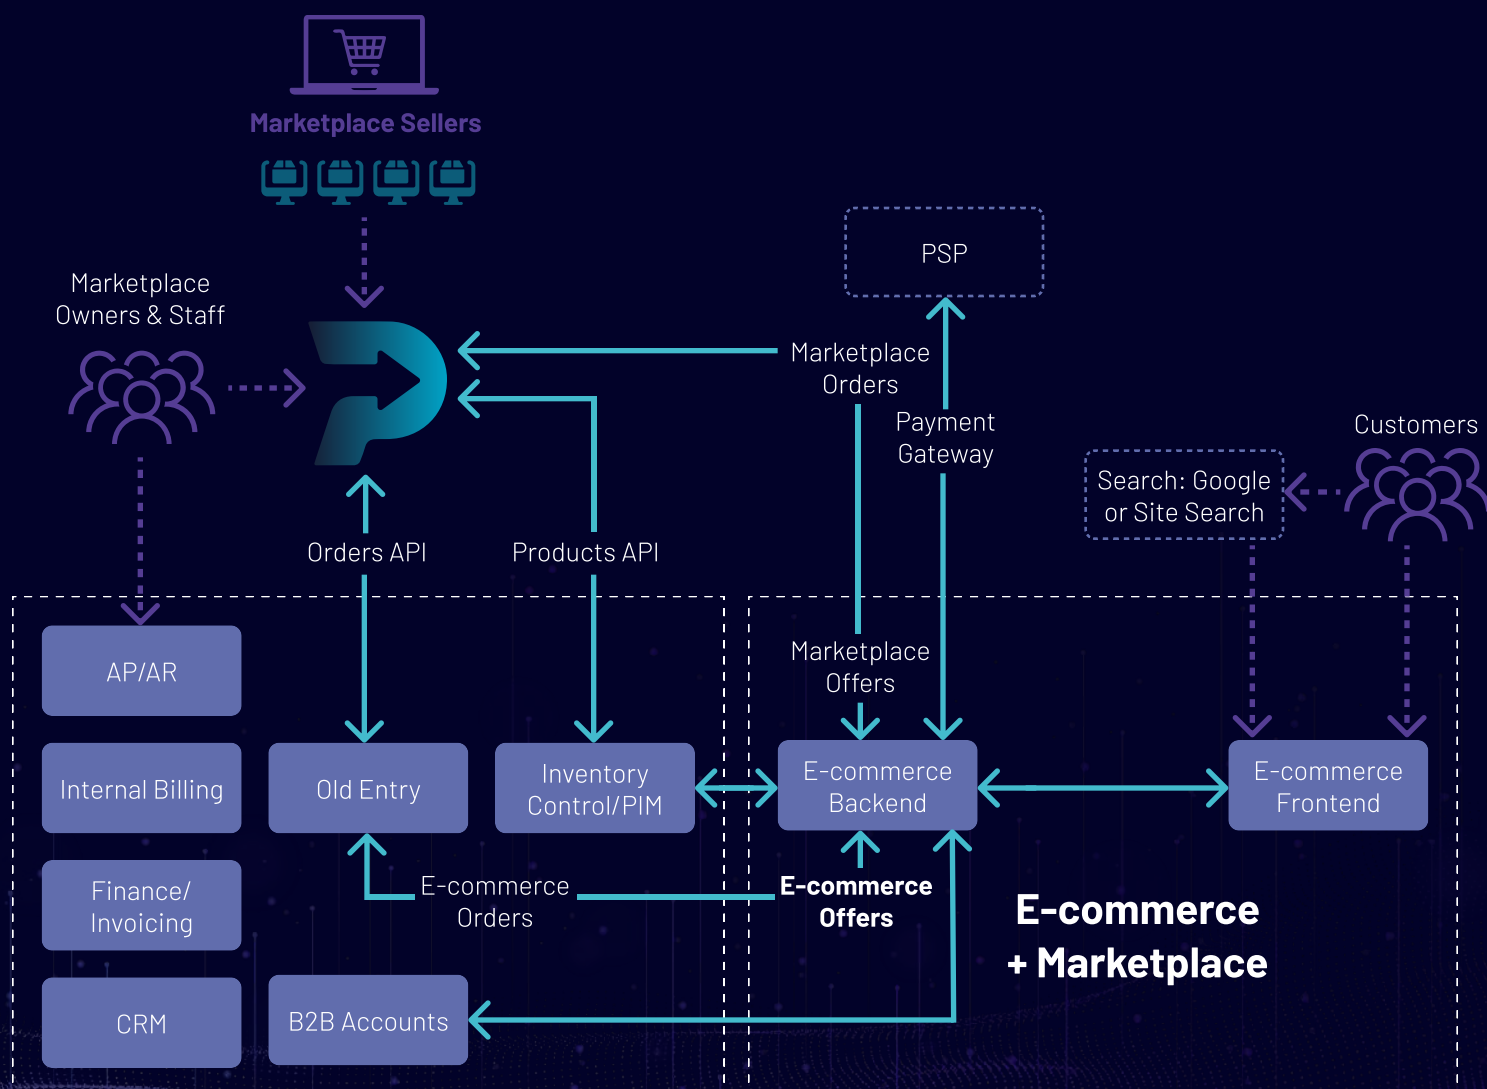 Marketplace Sellers
PSP
Marketplace
Owners & Staff
Marketplace
Orders
Payment
Gateway
Customers
Search: Google
or Site Search
Orders API
Products API
AP/AR
Marketplace
Offers
Internal Billing
Old Entry
Inventory
Control/PIM
E-commerce
Backend
E-commerce
Frontend
Finance/
Invoicing
E-commerce
Orders
E-commerce
Offers
E-commerce
+ Marketplace
CRM
B2B Accounts